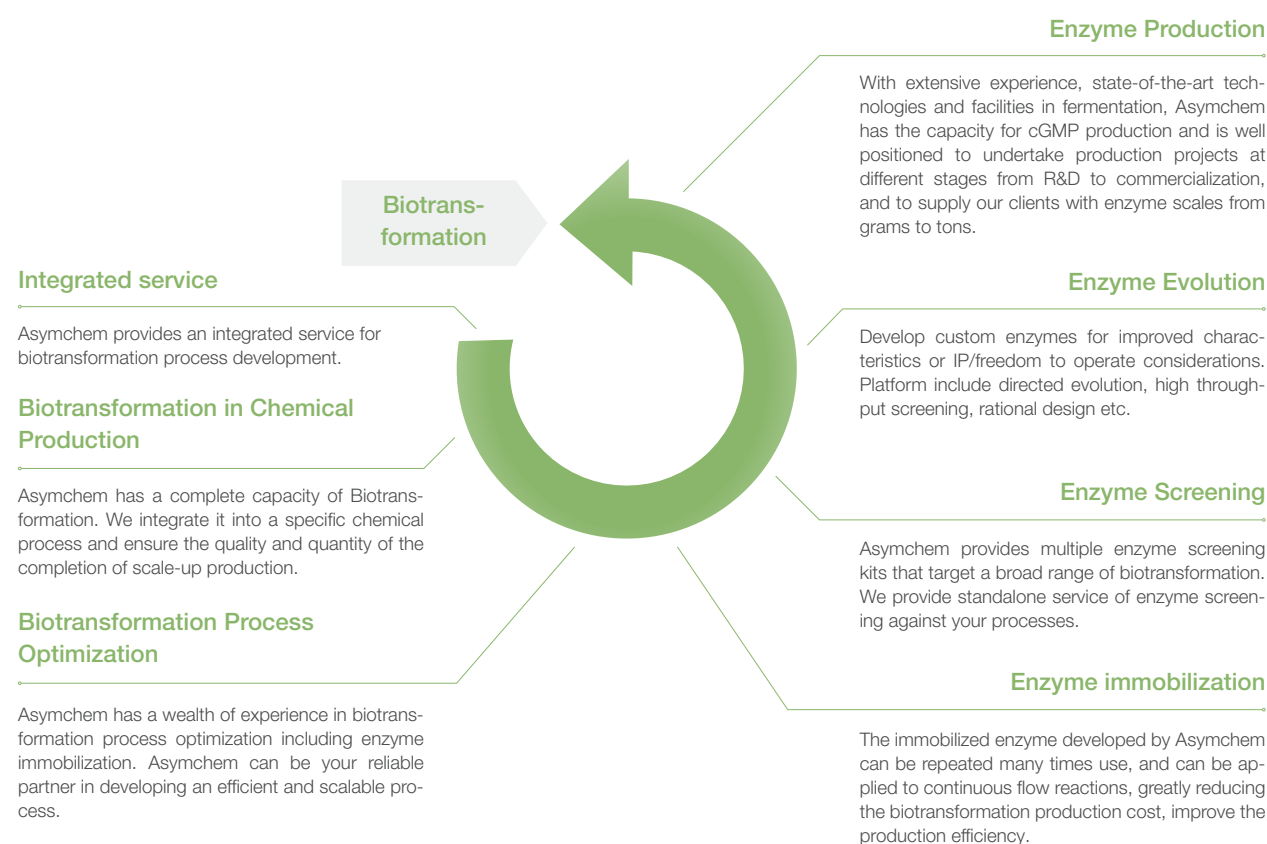 Biotrans-
formation
Integrated service
Asymchem provides an integrated service for
biotransformation process development.
Biotransformation in Chemical
Production
Asymchem has a complete capacity of Biotrans-
formation. We integrate it into a specific chemical
process and ensure the quality and quantity of the
completion of scale-up production.
Biotransformation Process
Optimization
Asymchem has a wealth of experience in biotrans-
formation process optimization including enzyme
immobilization. Asymchem can be your reliable
partner in developing an efficient and scalable pro-
cess.
Enzyme Production
With extensive experience, state-of-the-art tech-
nologies and facilities in fermentation, Asymchem
has the capacity for cGMP production and is well
positioned to undertake production projects at
different stages from R&D to commercialization,
and to supply our clients with enzyme scales from
grams to tons.
Enzyme Evolution
Develop custom enzymes for improved charac-
teristics or IP/freedom to operate considerations.
Platform include directed evolution, high through-
put screening, rational design etc.
Enzyme Screening
Asymchem provides multiple enzyme screening
kits that target a broad range of biotransformation.
We provide standalone service of enzyme screen-
ing against your processes.
Enzyme immobilization
The immobilized enzyme developed by Asymchem
can be repeated many times use, and can be ap-
plied to continuous flow reactions, greatly reducing
the biotransformation production cost, improve the
production efficiency.